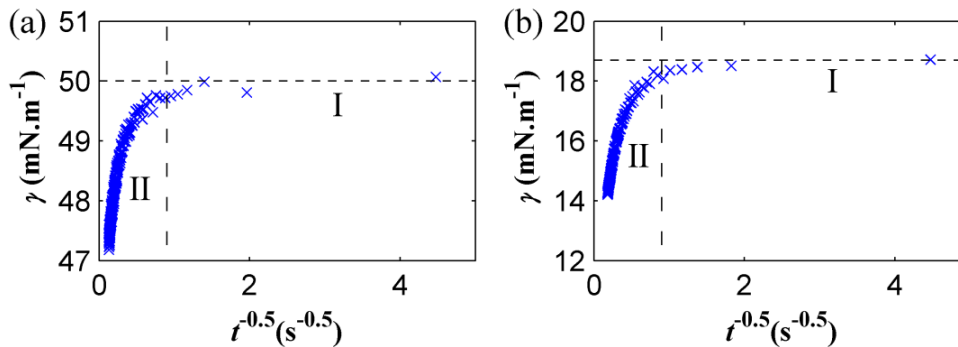 (a)
51
50
49
48
47
γ (mN.m⁻¹)
I
II
0
2
4
t⁻⁰·⁵(s⁻⁰·⁵)
(b)
20
18
16
14
12
γ (mN.m⁻¹)
I
II
0
2
4
t⁻⁰·⁵(s⁻⁰·⁵)